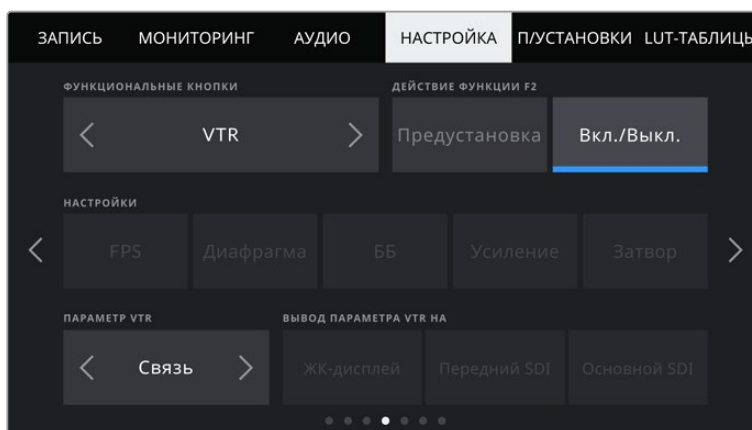 ЗАПИСЬ МОНИТОРИНГ АУДИО НАСТРОЙКА П/УСТАНОВКИ LUT-ТАБЛИЦЫ
ФУНКЦИОНАЛЬНЫЕ КНОПКИ ДЕЙСТВИЕ ФУНКЦИИ F2
VTR Предустановка Вкл./Выкл.
НАСТРОЙКИ
FPS Диафрагма ББ Усиление Затвор
ПАРАМЕТР VTR ВЫВОД ПАРАМЕТРА VTR НА
Связь ЖК-дисплей Передний SDI Основной SDI